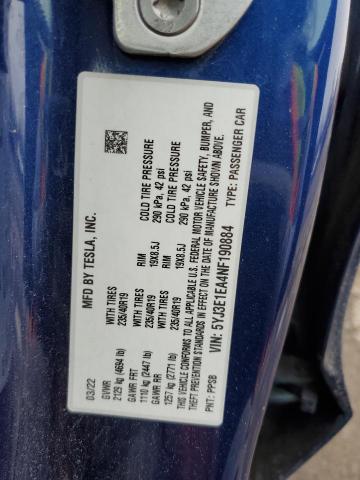 MFD BY TESLA, INC.
03/22
GVWR
2129 kg (4694 lb)
WITH TIRES
235/40R19
RIM
19X8.5J
COLD TIRE PRESSURE
290 kPa, 42 psi
GAWR FRT
1110 kg (2447 lb)
WITH TIRES
235/40R19
RIM
19X8.5J
COLD TIRE PRESSURE
290 kPa, 42 psi
GAWR RR
1257 kg (2771 lb)
THIS VEHICLE CONFORMS TO ALL APPLICABLE U.S. FEDERAL MOTOR VEHICLE SAFETY, BUMPER, AND
THEFT PREVENTION STANDARDS IN EFFECT ON THE DATE OF MANUFACTURE SHOWN ABOVE.
PNT: PPSB
VIN: 5YJ3E1EA4NF190884
TYPE: PASSENGER CAR